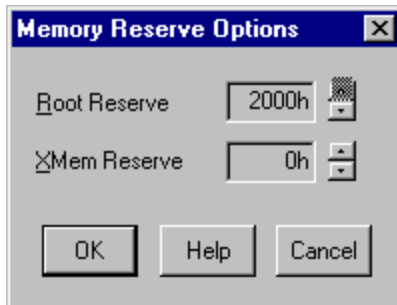 Memory Reserve Options
Root Reserve 2000h
XMem Reserve 0h
OK Help Cancel